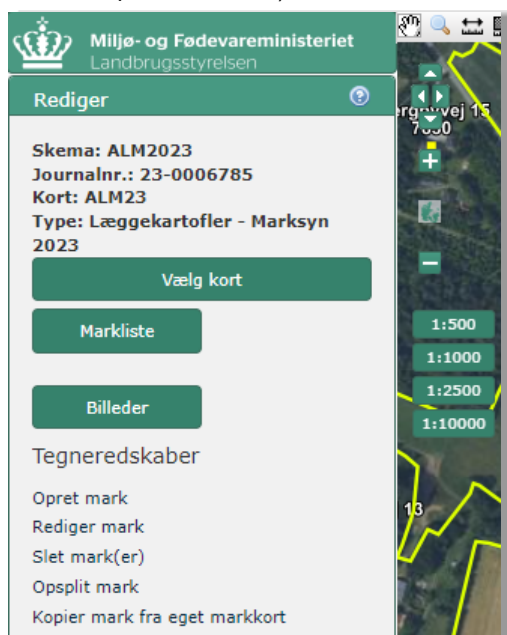 Miljø- og Fødevareministeriet
Landbrugsstyrelsen
Rediger
Skema: ALM2023
Journalnr.: 23-0006785
Kort: ALM23
Type: Læggekartofler - Marksyn
2023
Vælg kort
Markliste
Billeder
Tegneredskaber
Opret mark
Rediger mark
Slet mark(er)
Opsplit mark
Kopier mark fra eget markkort
15
1:500
1:1000
1:2500
1:10000
13